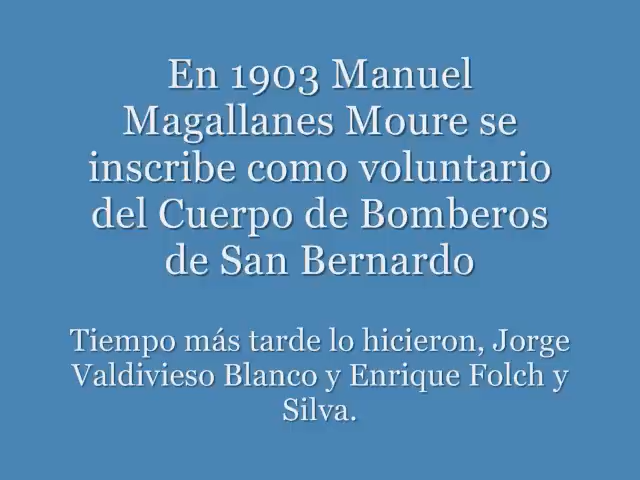 En 1903 Manuel
Magallanes Moure se
inscribe como voluntario
del Cuerpo de Bomberos
de San Bernardo
Tiempo más tarde lo hicieron, Jorge
Valdivieso Blanco y Enrique Folch y
Silva.